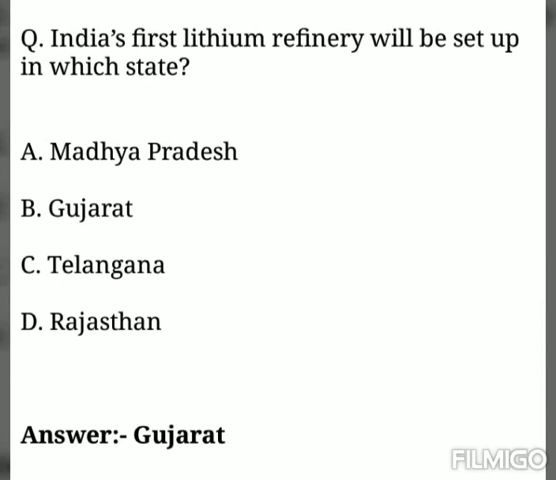 Q. India’s first lithium refinery will be set up
in which state?
A. Madhya Pradesh
B. Gujarat
C. Telangana
D. Rajasthan
Answer:- Gujarat
FILMIGO